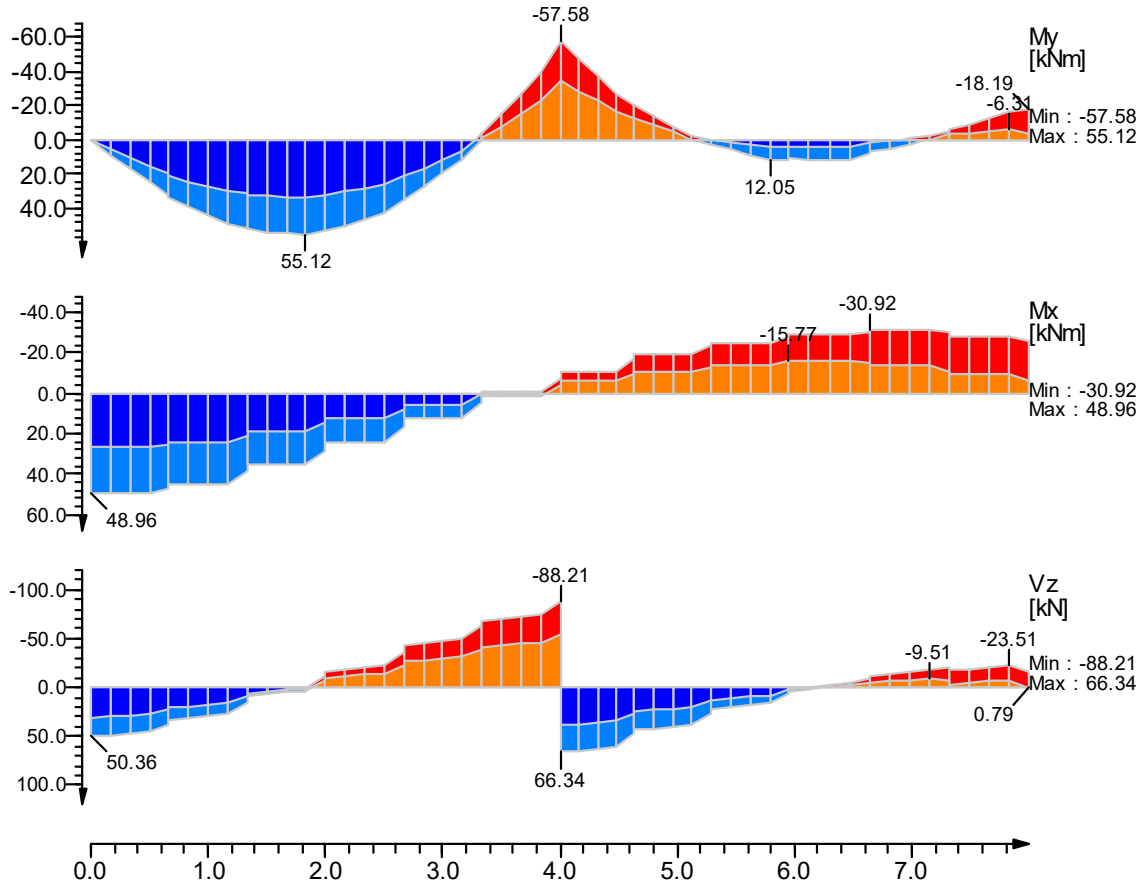 -57.58
-60.0
My
[kNm]
-40.0
-18.19
-20.0
-6.31
Min : -57.58
0.0
Max : 55.12
20.0
12.05
40.0
55.12
-40.0
-30.92
Mx
[kNm]
-20.0
-15.77
0.0
Min : -30.92
Max : 48.96
20.0
40.0
60.0
48.96
-88.21
Vz
[kN]
-100.0
-50.0
-9.51
-23.51
Min : -88.21
0.0
Max : 66.34
0.79
50.0
50.36
66.34
100.0
0.0 1.0 2.0 3.0 4.0 5.0 6.0 7.0